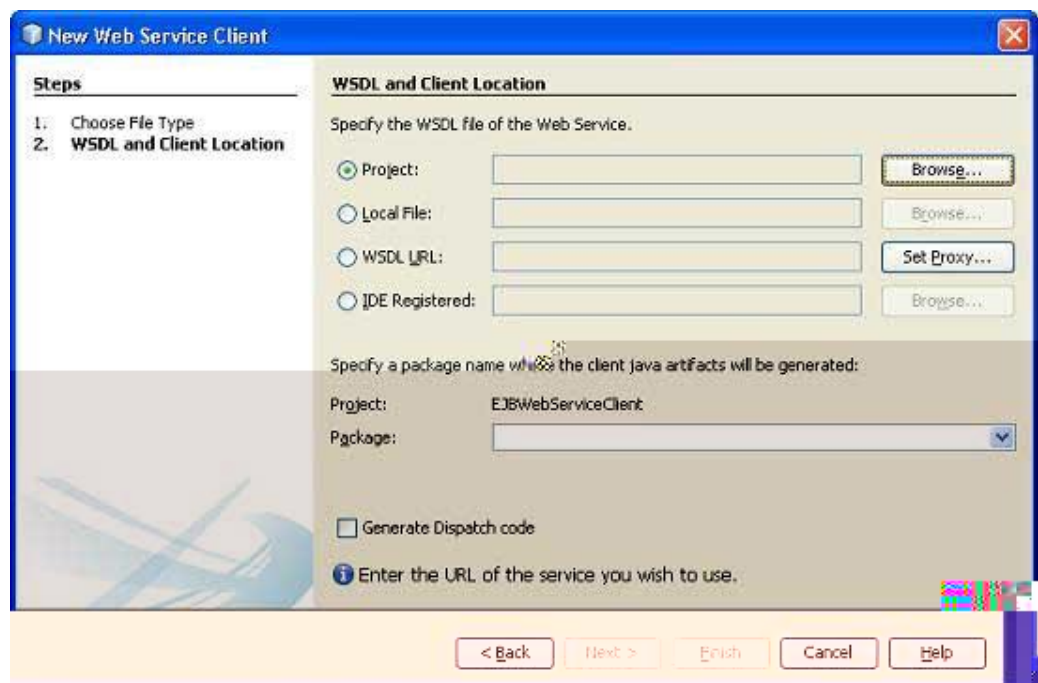 New Web Service Client
Steps
1. Choose File Type
2. WSDL and Client Location
WSDL and Client Location
Specify the WSDL file of the Web Service.
Project: Browse...
Local File: Browse...
WSDL URL: Set Proxy...
IDE Registered: Browse...
Specify a package name where the client java artifacts will be generated:
Project: EJBWebServiceClient
Package:
Generate Dispatch code
Enter the URL of the service you wish to use.
< Back Next > Finish Cancel Help